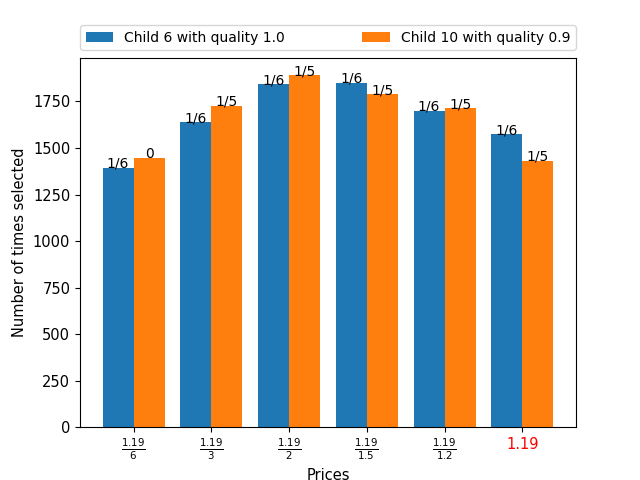 Child 6 with quality 1.0 Child 10 with quality 0.9
Number of times selected
1750
1500
1250
1000
750
500
250
0
1/6 0 1/6 1/5 1/6 1/5 1/6 1/5 1/6 1/5 1/6 1/5
1.19/6 1.19/3 1.19/2 1.19/1.5 1.19/1.2 1.19
Prices